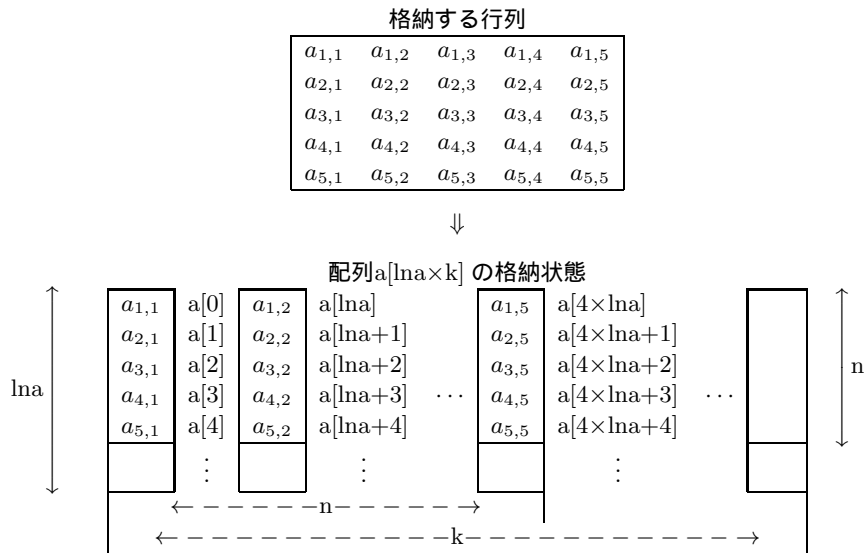 格納する行列
a1,1 a1,2 a1,3 a1,4 a1,5
a2,1 a2,2 a2,3 a2,4 a2,5
a3,1 a3,2 a3,3 a3,4 a3,5
a4,1 a4,2 a4,3 a4,4 a4,5
a5,1 a5,2 a5,3 a5,4 a5,5
⇓
配列a[lna×k] の格納状態
a1,1 a[0] a1,2 a[lna] a1,5 a[4×lna]
a2,1 a[1] a2,2 a[lna+1] a2,5 a[4×lna+1]
a3,1 a[2] a3,2 a[lna+2] a3,5 a[4×lna+2] n
lna a4,1 a[3] a4,2 a[lna+3] ⋯ a4,5 a[4×lna+3] ⋯
a5,1 a[4] a5,2 a[lna+4] a5,5 a[4×lna+4]
⋮ ⋮ ⋮
n
k